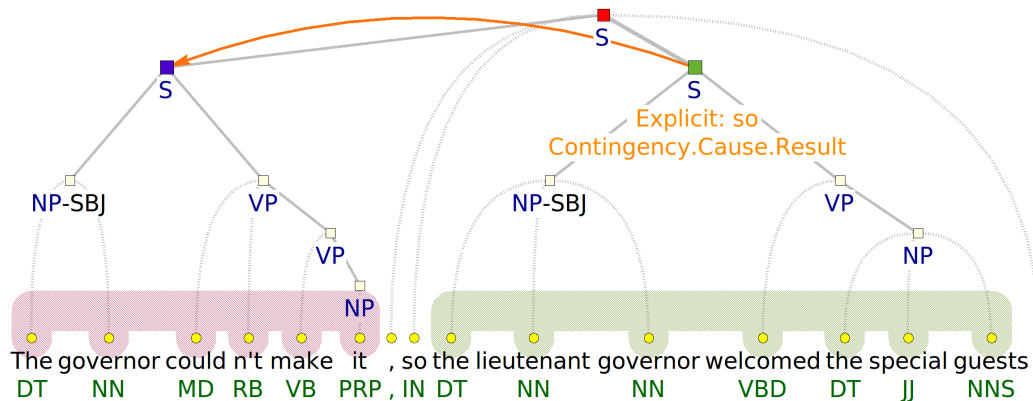 S
S S
Explicit: so
Contingency.Cause.Result
NP-SBJ VP NP-SBJ VP
VP NP
NP
The governor could n't make it , so the lieutenant governor welcomed the special guests
DT NN MD RB VB PRP , IN DT NN NN VBD DT JJ NNS